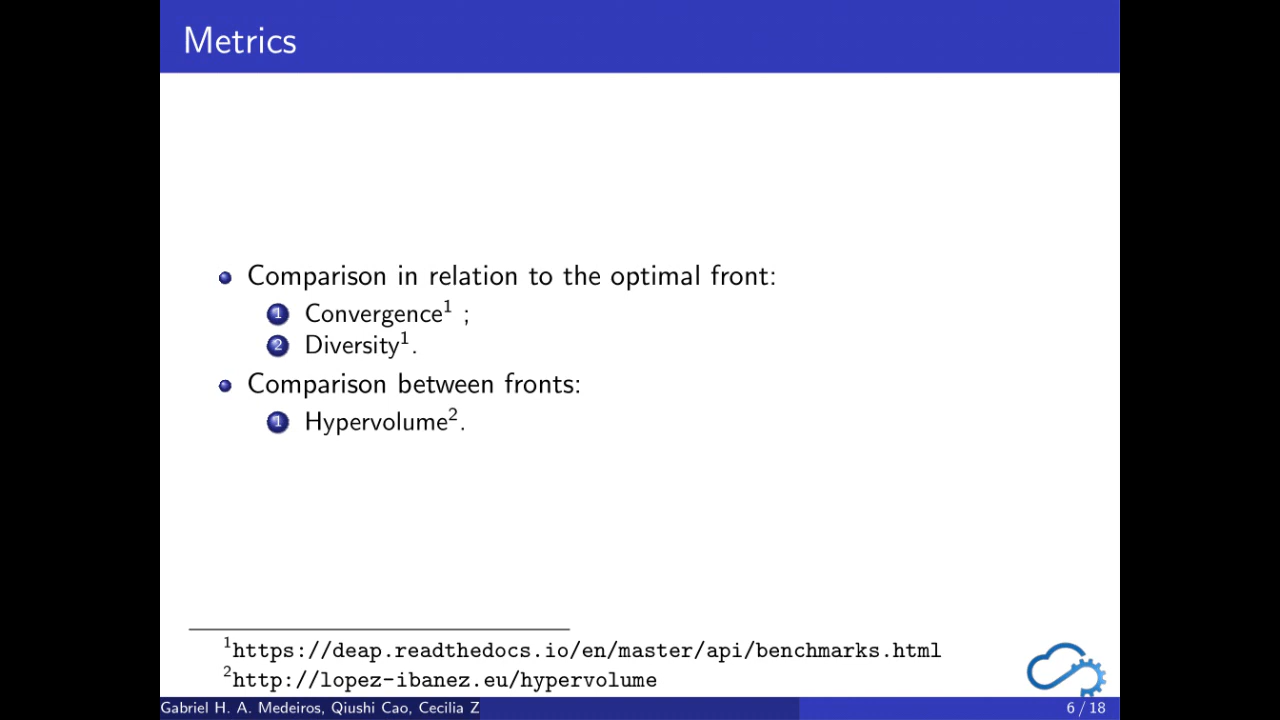 Metrics
Comparison in relation to the optimal front:
1 Convergence¹ ;
2 Diversity¹.
Comparison between fronts:
1 Hypervolume².
¹https://deap.readthedocs.io/en/master/api/benchmarks.html
²http://lopez-ibanez.eu/hypervolume
Gabriel H. A. Medeiros, Qiushi Cao, Cecilia Z
6 / 18